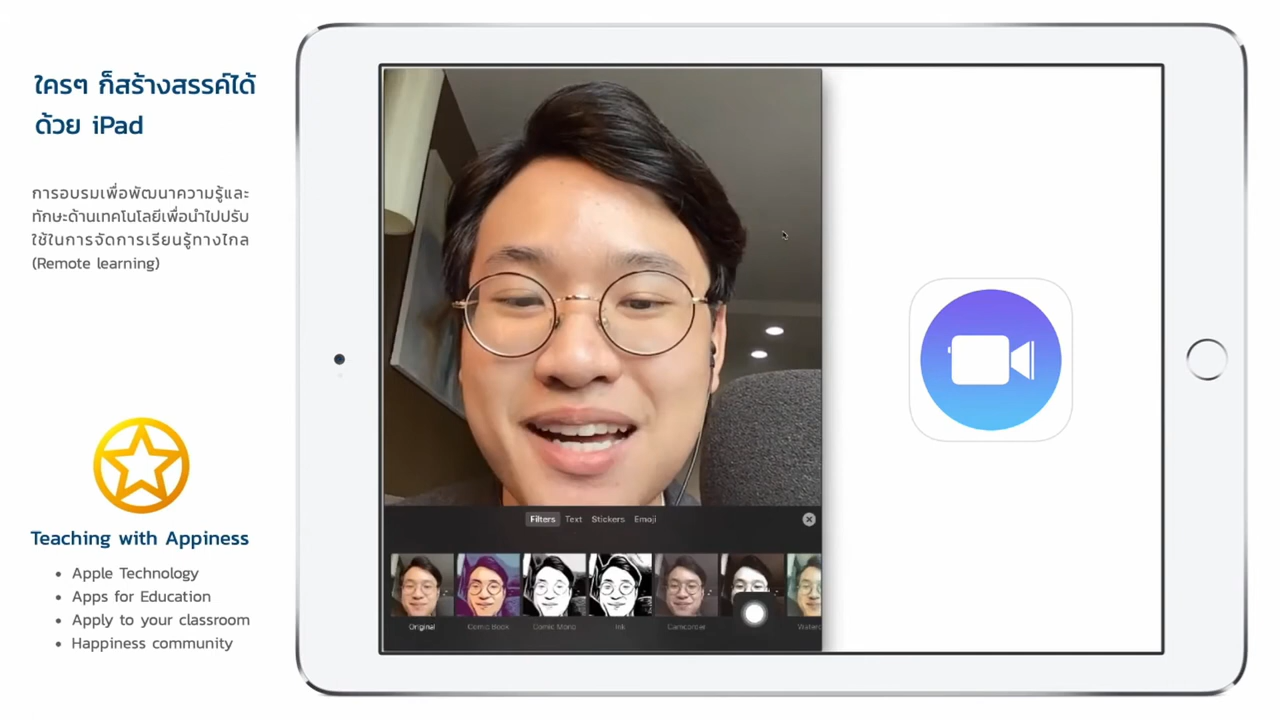 ใครๆ ก็สร้างสรรค์ได้
ด้วย iPad
การอบรมเพื่อพัฒนาความรู้และ
ทักษะด้านเทคโนโลยีเพื่อนำไปปรับ
ใช้ในการจัดการเรียนรู้ทางไกล
(Remote learning)
Teaching with Appiness
• Apple Technology
• Apps for Education
• Apply to your classroom
• Happiness community
Filters Text Stickers Emoji
Original Comic Book Comic Mono Ink Camcorder